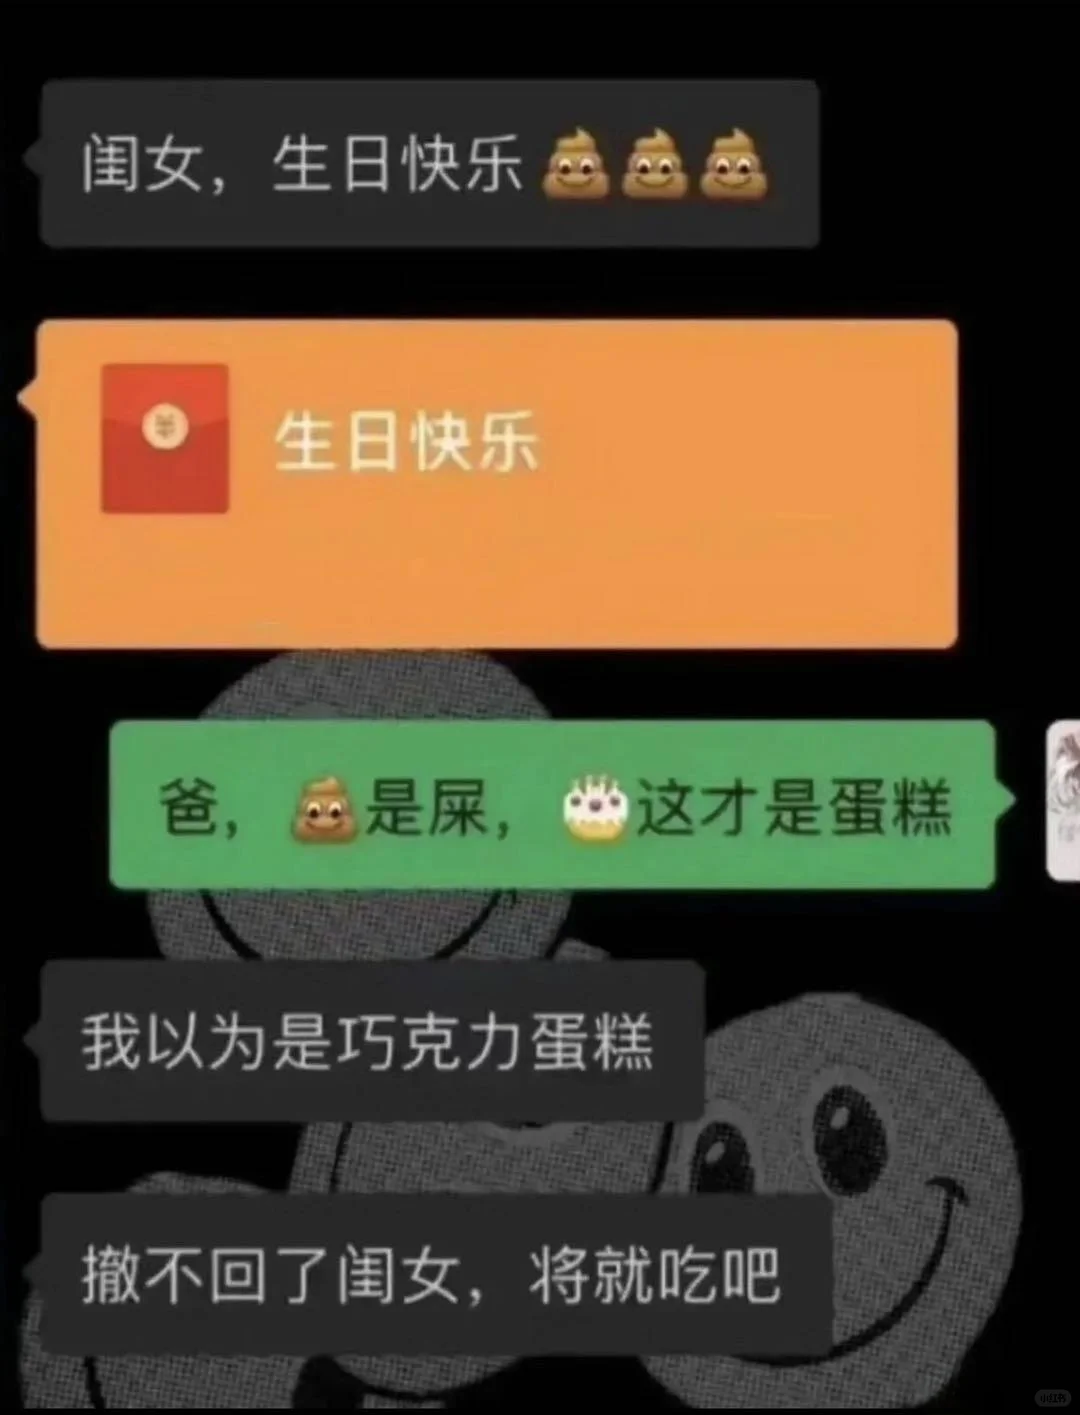 闺女，生日快乐💩💩💩
生日快乐
爸，💩是屎，🎂这才是蛋糕
我以为是巧克力蛋糕
撤不回了闺女，将就吃吧